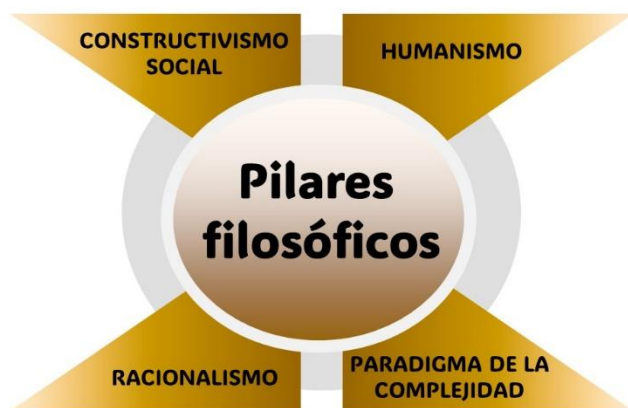 CONSTRUCTIVISMO
SOCIAL
HUMANISMO
Pilares
filosóficos
RACIONALISMO
PARADIGMA DE LA
COMPLEJIDAD